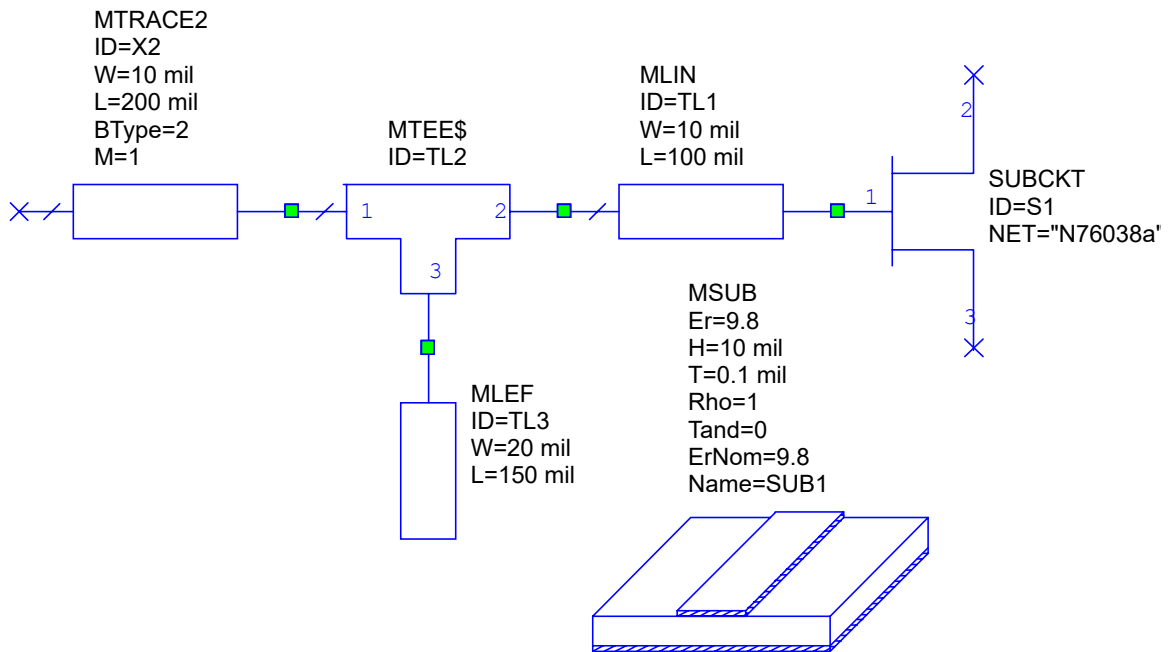 MTRACE2
ID=X2
W=10 mil
L=200 mil
BType=2
M=1
MTEE$
ID=TL2
1
2
3
MLIN
ID=TL1
W=10 mil
L=100 mil
1
2
3
SUBCKT
ID=S1
NET="N76038a"
MLEF
ID=TL3
W=20 mil
L=150 mil
MSUB
Er=9.8
H=10 mil
T=0.1 mil
Rho=1
Tand=0
ErNom=9.8
Name=SUB1